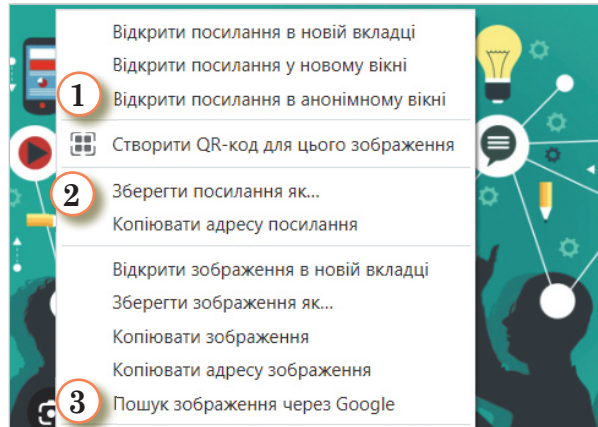 Відкрити посилання в новій вкладці
Відкрити посилання у новому вікні
1 Відкрити посилання в анонімному вікні
Створити QR-код для цього зображення
2 Зберегти посилання як...
Копіювати адресу посилання
Відкрити зображення в новій вкладці
Зберегти зображення як...
Копіювати зображення
Копіювати адресу зображення
3 Пошук зображення через Google